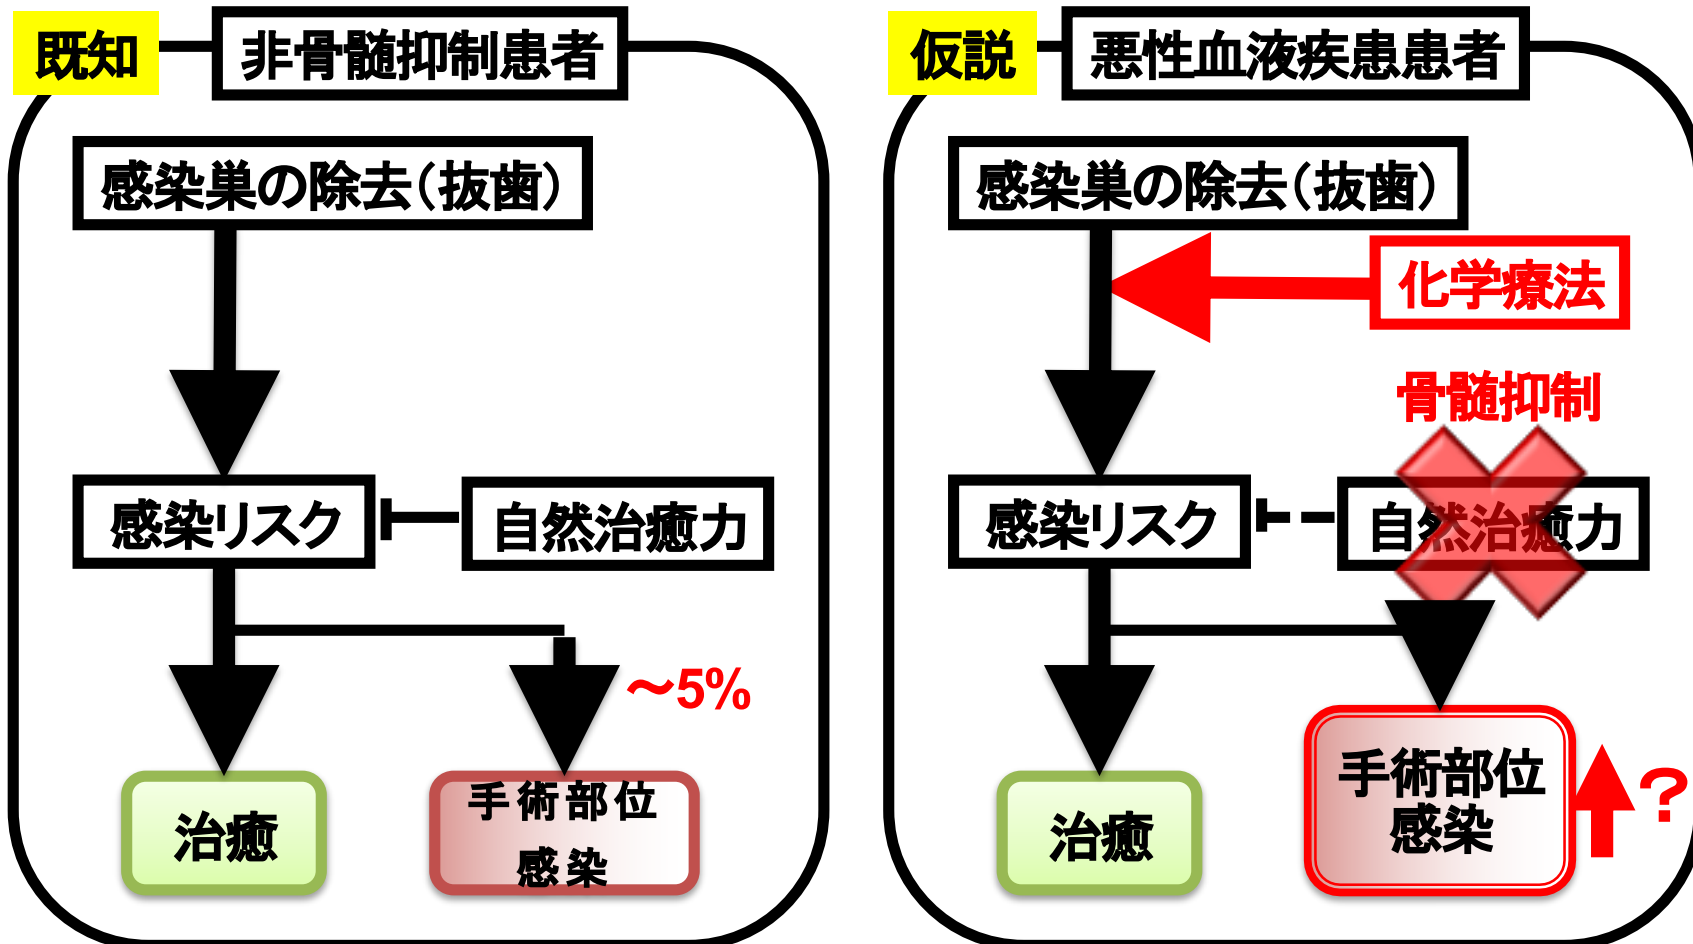 既知
非骨髄抑制患者
感染巣の除去（抜歯）
感染リスク
自然治癒力
～5%
治癒
手術部位
感染
仮説
悪性血液疾患患者
感染巣の除去（抜歯）
化学療法
骨髄抑制
感染リスク
自然治癒力
治癒
手術部位
感染
？